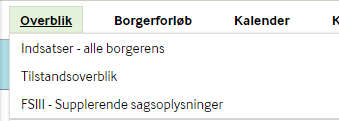 Overblik Borgerforløb Kalender K
Indsatser - alle borgerens
Tilstandsoverblik
FSIII - Supplerende sagsoplysninger